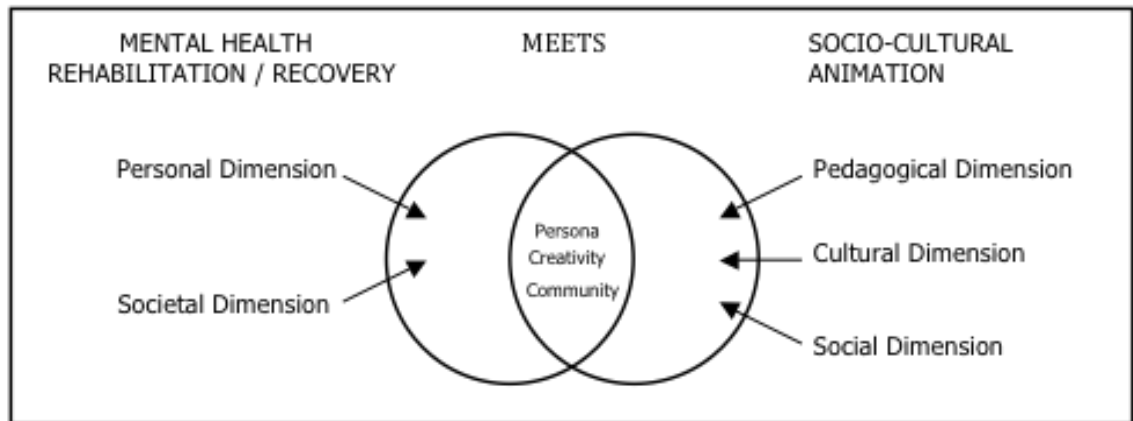 MENTAL HEALTH
REHABILITATION / RECOVERY
MEETS
SOCIO-CULTURAL
ANIMATION
Personal Dimension
Societal Dimension
Persona
Creativity
Community
Pedagogical Dimension
Cultural Dimension
Social Dimension